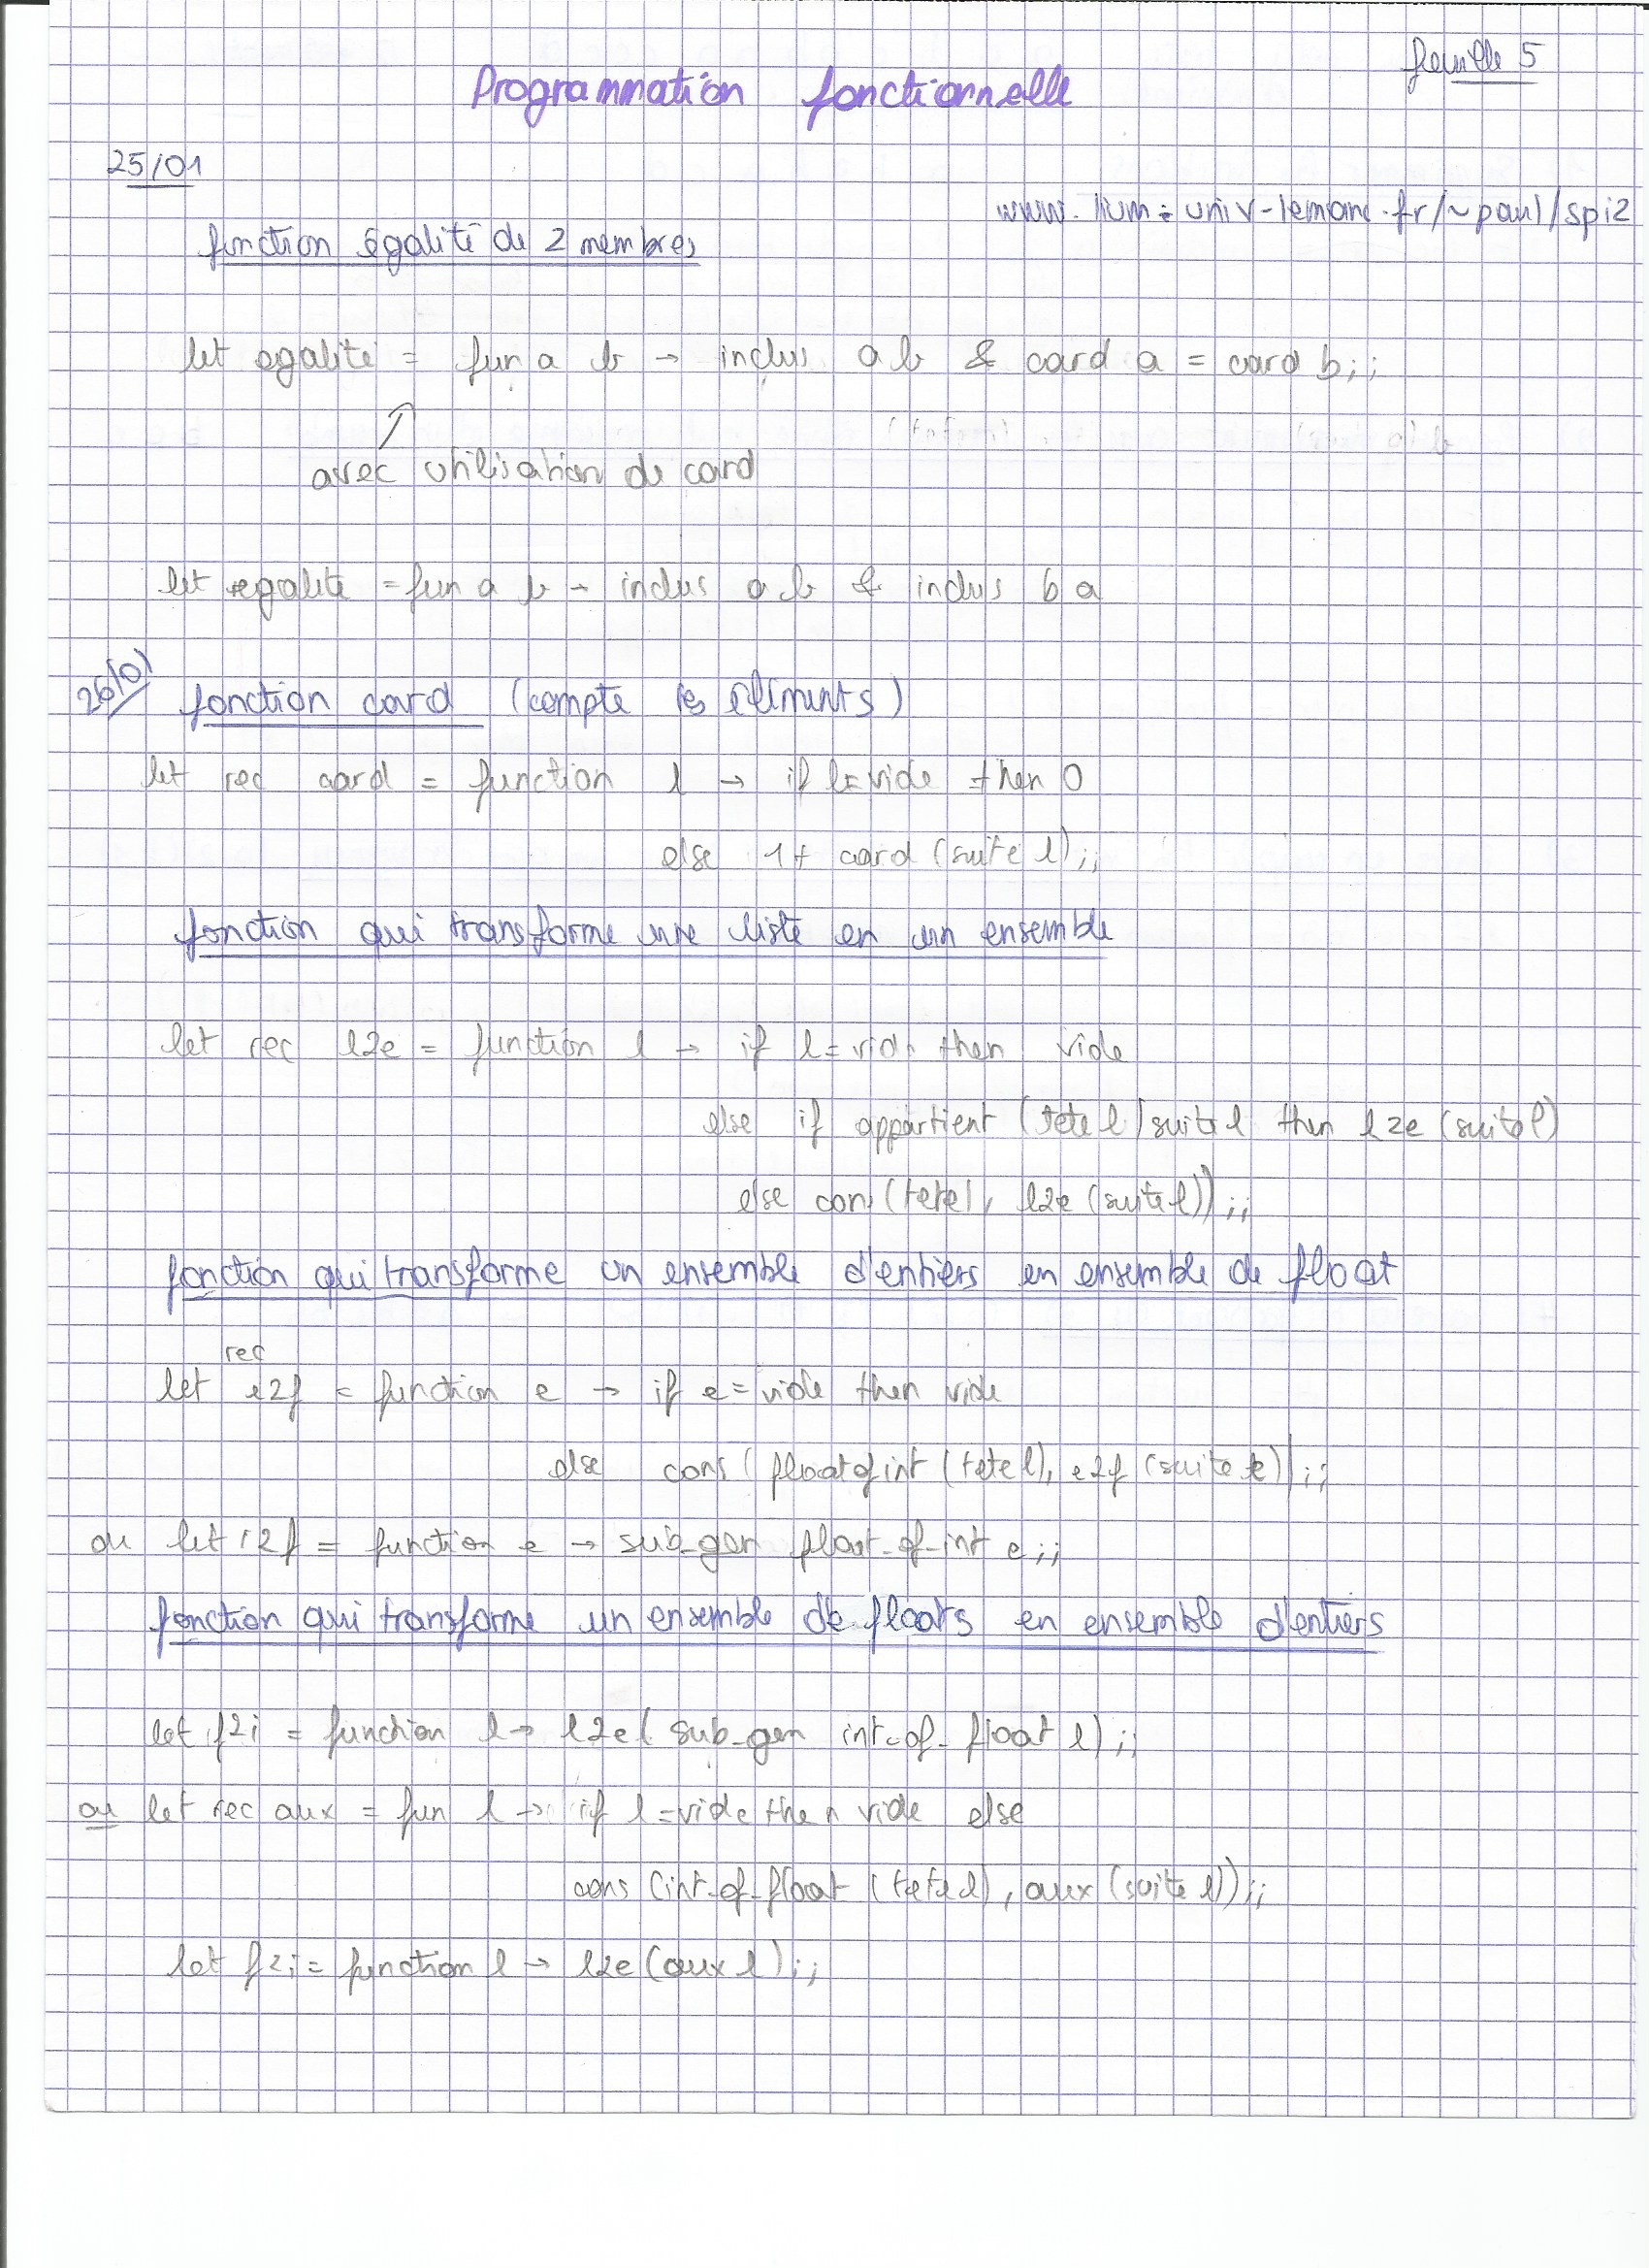 feuille 5
Programmation fonctionnelle
25/01
www.lium.univ-lemans.fr/~paul/spi2
function égalité de 2 membres
let egalité = fun a b → inclus a b & card a = card b;;
avec utilisation de card
let egalite = fun a b → inclus a b & inclus b a
26/01 fonction card (compte les éléments)
let rec card = function l → if l=vide then 0
else 1+ card (suite l);;
fonction qui transforme une liste en un ensemble
let rec l2e = function l → if l=vide then vide
else if appartient (tete l) suite l then l2e (suite l)
else cons (tete l, l2e (suite l));;
fonction qui transforme un ensemble d'entiers en ensemble de float
rec
let i2f = function e → if e=vide then vide
else cons (float of int (tete l), e2f (suite e));;
ou let i2f = function e → sub_gen float_of_int e;;
fonction qui transforme un ensemble de floats en ensemble d'entiers
let f2i = function l → l2e( sub_gen int_of_float l);;
ou let rec aux = fun l → if l=vide then vide else
cons (int_of_float (tete l), aux (suite l));;
let f2i = function l → l2e (aux l);;